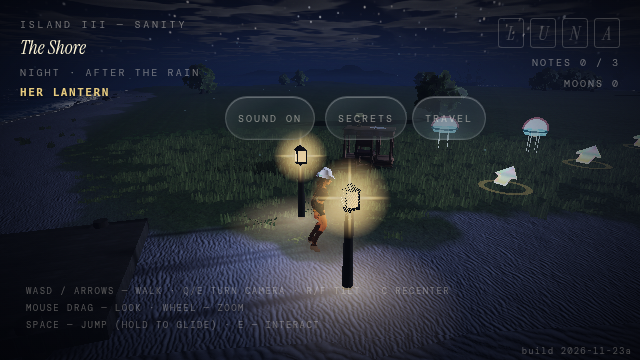 ISLAND III — SANITY
The Shore
NIGHT · AFTER THE RAIN
HER LANTERN
L U N A
NOTES 0 / 3
MOONS 0
SOUND ON
SECRETS
TRAVEL
WASD / ARROWS — WALK · Q/E TURN CAMERA · R/F TILT · C RECENTER
MOUSE DRAG — LOOK · WHEEL — ZOOM
SPACE — JUMP (HOLD TO GLIDE) · E — INTERACT
build 2026-11-23a